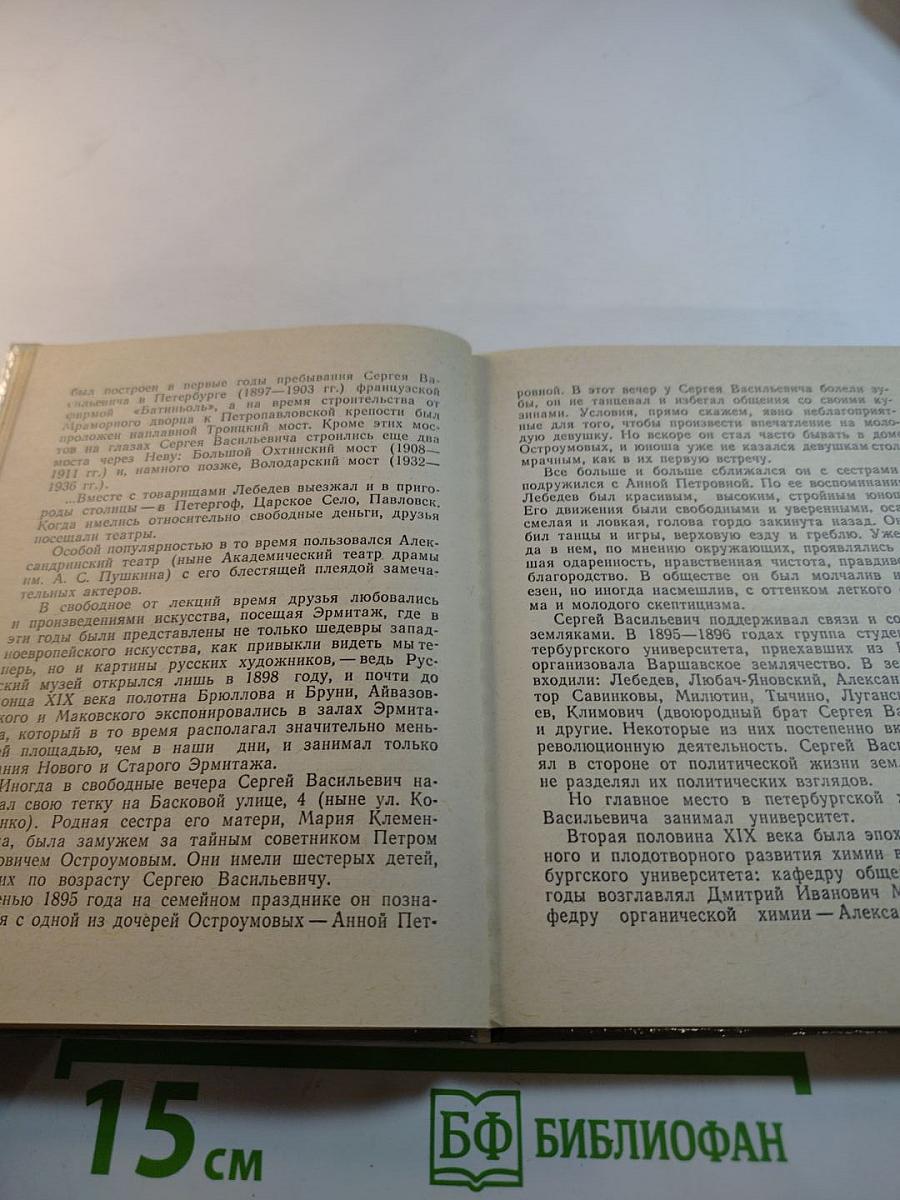 был построен в первые годы пребывания Сергея Ва-
сильевича в Петербурге (1897—1903 гг.) французской
фирмой «Батиньоль», а на время строительства от
Мраморного дворца к Петропавловской крепости был
проложен наплавной Троицкий мост. Кроме этих мос-
тов на глазах Сергея Васильевича строились еще два
моста через Неву: Большой Охтинский мост (1908—
1911 гг.) и, намного позже, Володарский мост (1932—
1936 гг.).
...Вместе с товарищами Лебедев выезжал и в приго-
роды столицы — в Петергоф, Царское Село, Павловск.
Когда имелись относительно свободные деньги, друзья
посещали театры.
Особой популярностью в то время пользовался Алек-
сандринский театр (ныне Академический театр драмы
им. А. С. Пушкина) с его блестящей плеядой замеча-
тельных актеров.
В свободное от лекций время друзья любовались
и произведениями искусства, посещая Эрмитаж, где в
эти годы были представлены не только шедевры запад-
ноевропейского искусства, как привыкли видеть мы те-
перь, но и картины русских художников, — ведь Рус-
ский музей открылся лишь в 1898 году, и почти до
онца XIX века полотна Брюллова и Бруни, Айвазов-
кого и Маковского экспонировались в залах Эрмита-
а, который в то время располагал значительно мень-
ей площадью, чем в наши дни, и занимал только
ания Нового и Старого Эрмитажа.
Иногда в свободные вечера Сергей Васильевич на-
ал свою тетку на Басковой улице, 4 (ныне ул. Ко-
нко). Родная сестра его матери, Мария Клемен-
на, была замужем за тайным советником Петром
овичем Остроумовым. Они имели шестерых детей,
их по возрасту Сергею Васильевичу.
енью 1895 года на семейном празднике он позна-
я с одной из дочерей Остроумовых — Анной Пет-
ровной. В этот вечер у Сергея Васильевича болели зу-
бы, он не танцевал и избегал общения со своими ку-
зинами. Условия, прямо скажем, явно неблагоприят-
ные для того, чтобы произвести впечатление на моло-
дую девушку. Но вскоре он стал часто бывать в доме
Остроумовых, и юноша уже не казался девушкам стол
мрачным, как в их первую встречу.
Все больше и больше сближался он с сестрами
подружился с Анной Петровной. По ее воспоминани
Лебедев был красивым, высоким, стройным юнош
Его движения были свободными и уверенными, оса
смелая и ловкая, голова гордо закинута назад. Он
бил танцы и игры, верховую езду и греблю. Уже
да в нем, по мнению окружающих, проявлялись
шая одаренность, нравственная чистота, правдиво
благородство. В обществе он был молчалив и
езен, но иногда насмешлив, с оттенком легкого
ма и молодого скептицизма.
Сергей Васильевич поддерживал связи и со
земляками. В 1895—1896 годах группа студе
тербургского университета, приехавших из
организовала Варшавское землячество. В зе
входили: Лебедев, Любач-Яновский, Алексан
тор Савинковы, Милютин, Тычино, Луганс
ев, Климович (двоюродный брат Сергея Ва
и другие. Некоторые из них постепенно вк
революционную деятельность. Сергей Васи
ял в стороне от политической жизни зем
не разделял их политических взглядов.
Но главное место в петербургской ж
Васильевича занимал университет.
Вторая половина XIX века была эпох
ного и плодотворного развития химии в
бургского университета: кафедру обще
годы возглавлял Дмитрий Иванович М
федру органической химии — Алекса
15 см
БФ БИБЛИОФАН